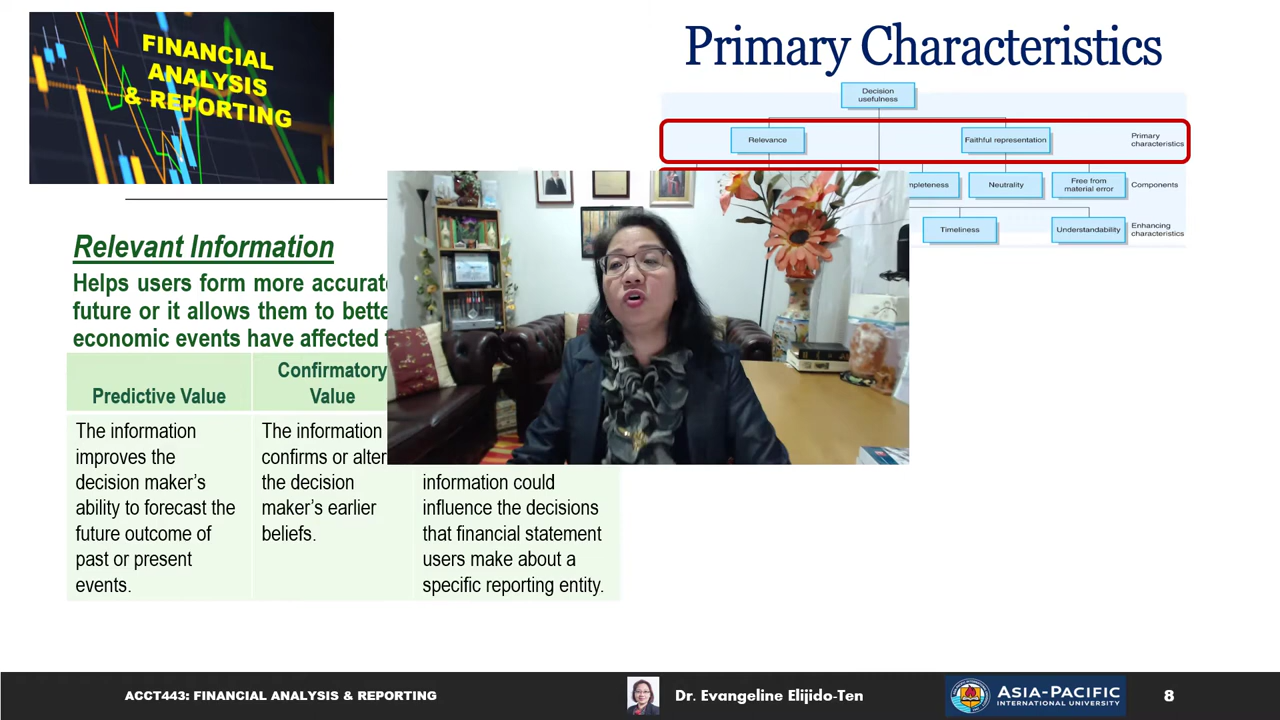 FINANCIAL
ANALYSIS
& REPORTING
Primary Characteristics
Decision
usefulness
Relevance
Faithful representation
Primary
characteristics
Neutrality
Free from
material error
Components
Timeliness
Understandability
Enhancing
characteristics
Relevant Information
Helps users form more accurate
future or it allows them to
economic events have affected
Predictive Value
Confirmatory
Value
The information
improves the
decision maker's
ability to forecast the
future outcome of
past or present
events.
The information
confirms or
the decision
maker's earlier
beliefs.
information could
influence the decisions
that financial statement
users make about a
specific reporting entity.
ACCT443: FINANCIAL ANALYSIS & REPORTING
Dr. Evangeline Elijido-Ten
ASIA-PACIFIC
INTERNATIONAL UNIVERSITY
8